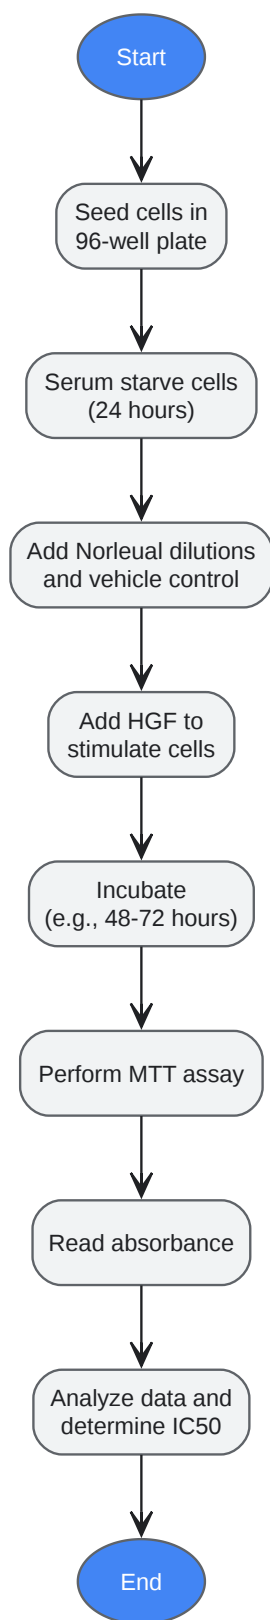 Start
Seed cells in
96-well plate
Serum starve cells
(24 hours)
Add Norleual dilutions
and vehicle control
Add HGF to
stimulate cells
Incubate
(e.g., 48-72 hours)
Perform MTT assay
Read absorbance
Analyze data and
determine IC50
End